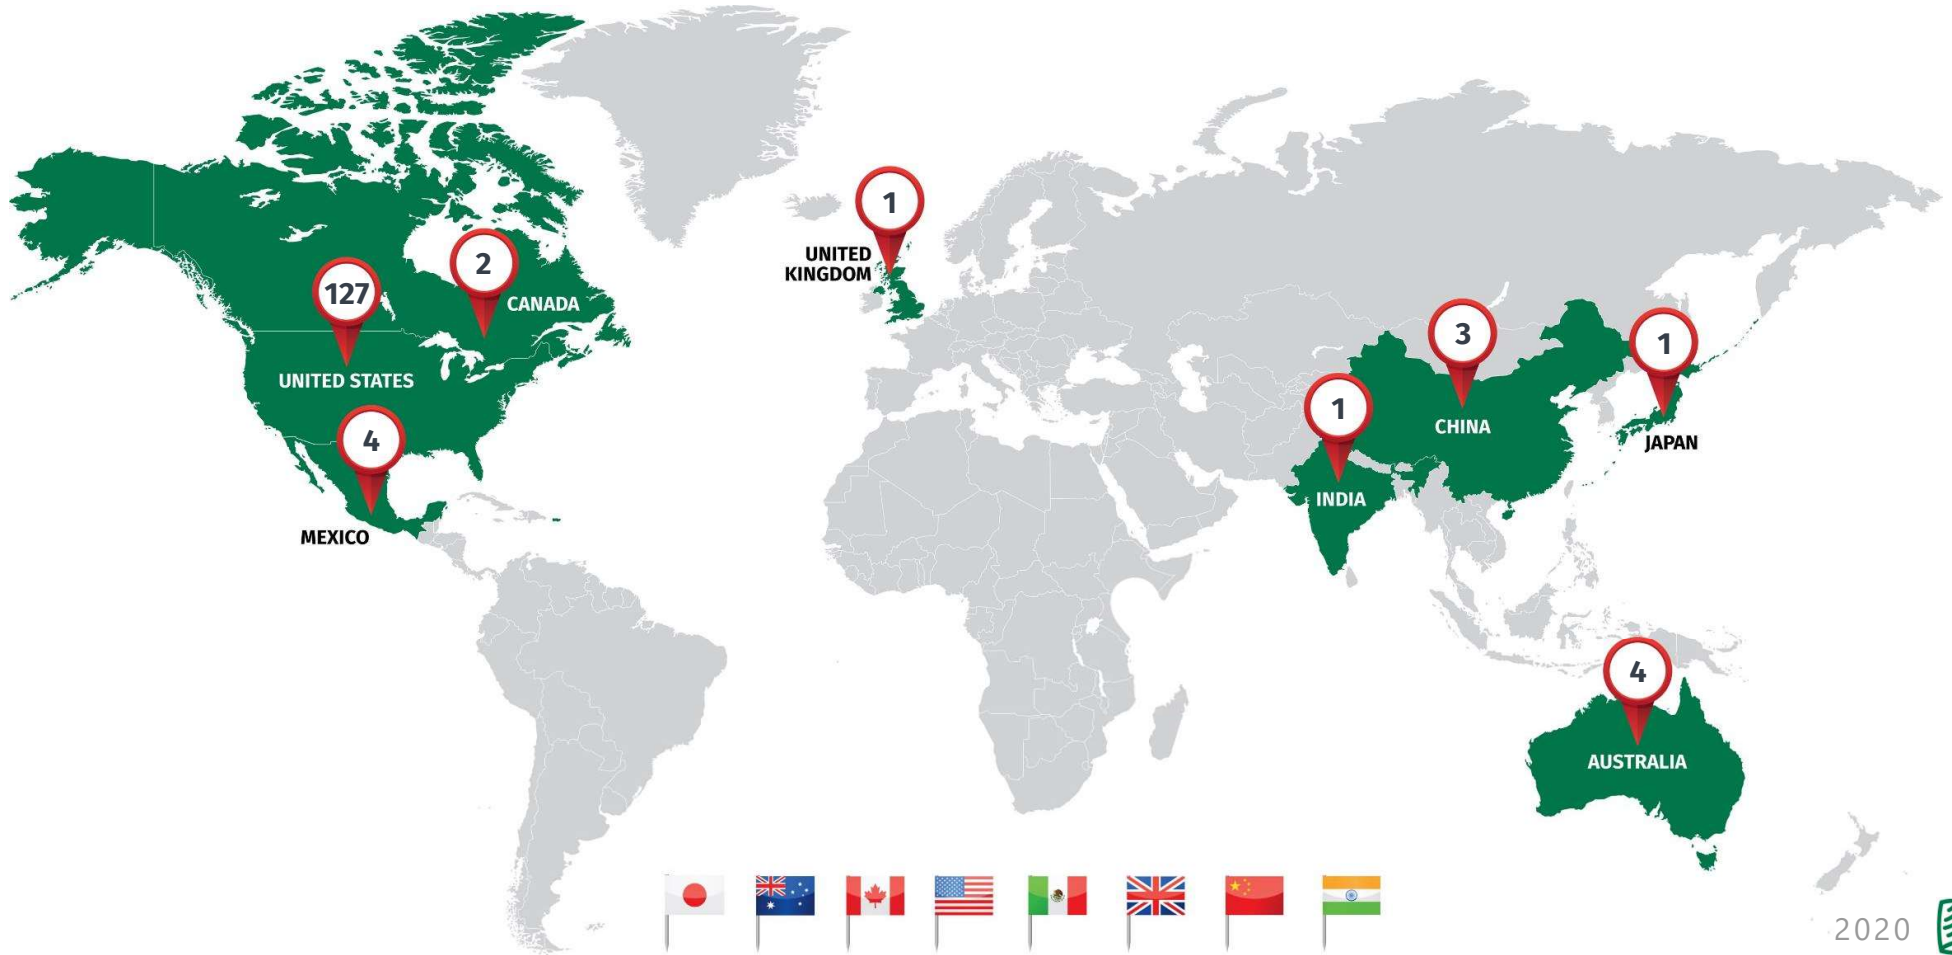 1
UNITED
KINGDOM
2
CANADA
127
UNITED STATES
4
MEXICO
3
CHINA
1
JAPAN
1
INDIA
4
AUSTRALIA
2020